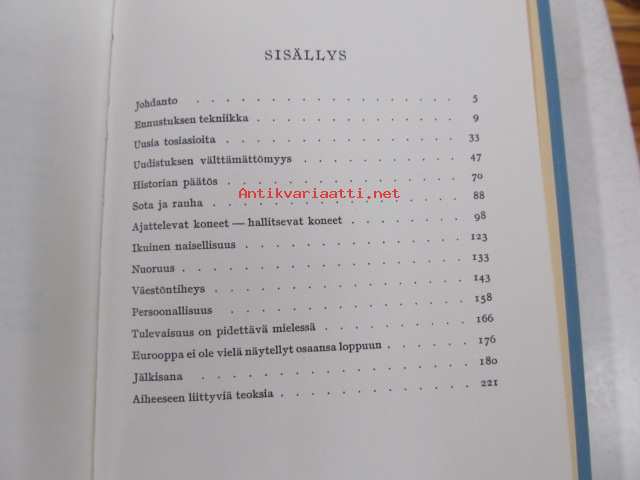 SISÄLLYS
Johdanto . . . . . . . . . . . . 5
Ennustuksen tekniikka . . . . . . . . . 9
Uusia tosiasioita . . . . . . . . . . . 33
Uudistuksen välttämättömyys . . . . . . . 47
Historian päätös . . . . . . . . . . . 70
Antikvariaatti.net
Sota ja rauha . . . . . . . . . . . 88
Ajattelevat koneet — hallitsevat koneet . . . . . . 98
Ikuinen naisellisuus . . . . . . . . . . 123
Nuoruus . . . . . . . . . . . . . 133
Väestöntiheys . . . . . . . . . . . 143
Persoonallisuus . . . . . . . . . . . 158
Tulevaisuus on pidettävä mielessä . . . . . . . 166
Eurooppa ei ole vielä näytellyt osaansa loppuun . . . . . 176
Jälkisana . . . . . . . . . . . . 180
Aiheeseen liittyviä teoksia . . . . . . . . . 221